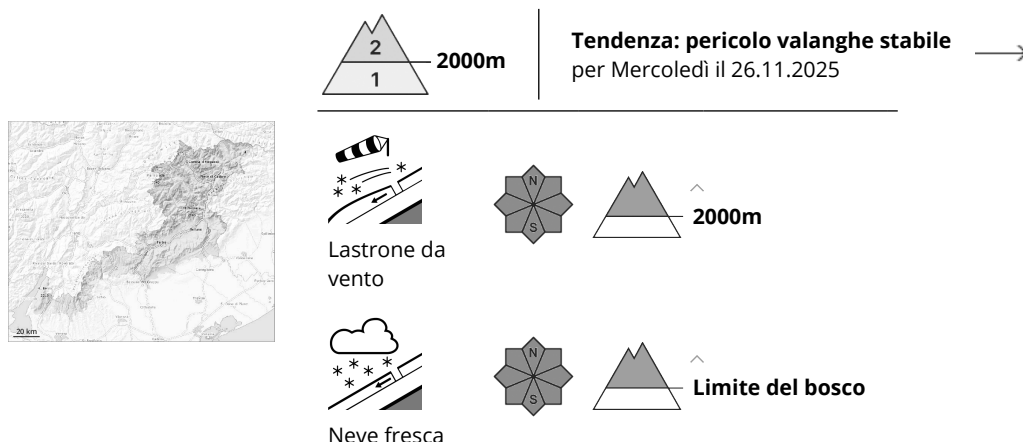 2
1
2000m
Tendenza: pericolo valanghe stabile
per Mercoledì il 26.11.2025
20 km
N
S
2000m
Lastrone da
vento
N
S
Limite del bosco
Neve fresca